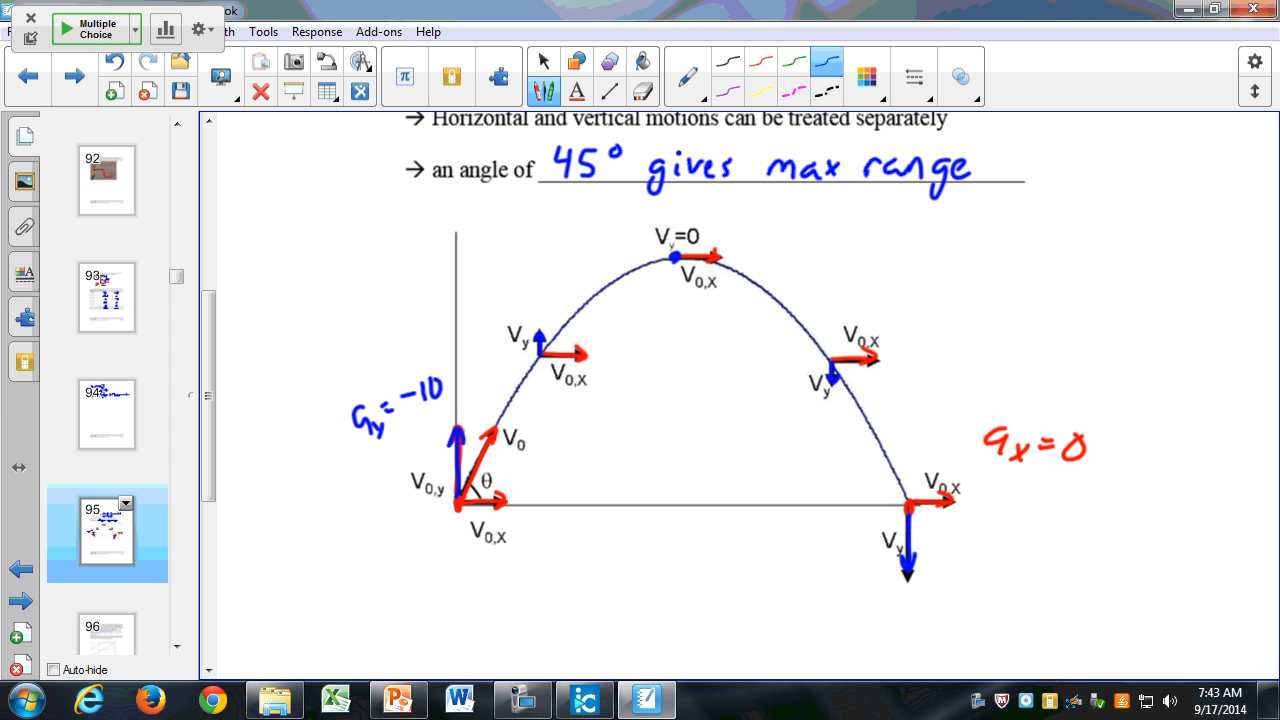 Multiple
Choice
ok
th Tools Response Add-ons Help
π
A
→ Horizontal and vertical motions can be treated separately
→ an angle of 45° gives max range
92
93
94
95
96
Auto-hide
Vy=0
V0,X
Vy
V0,X
V0,X
Vy
ay=-10
V0
θ
V0,y
V0,X
ax=0
V0,X
Vy
7:43 AM
9/17/2014